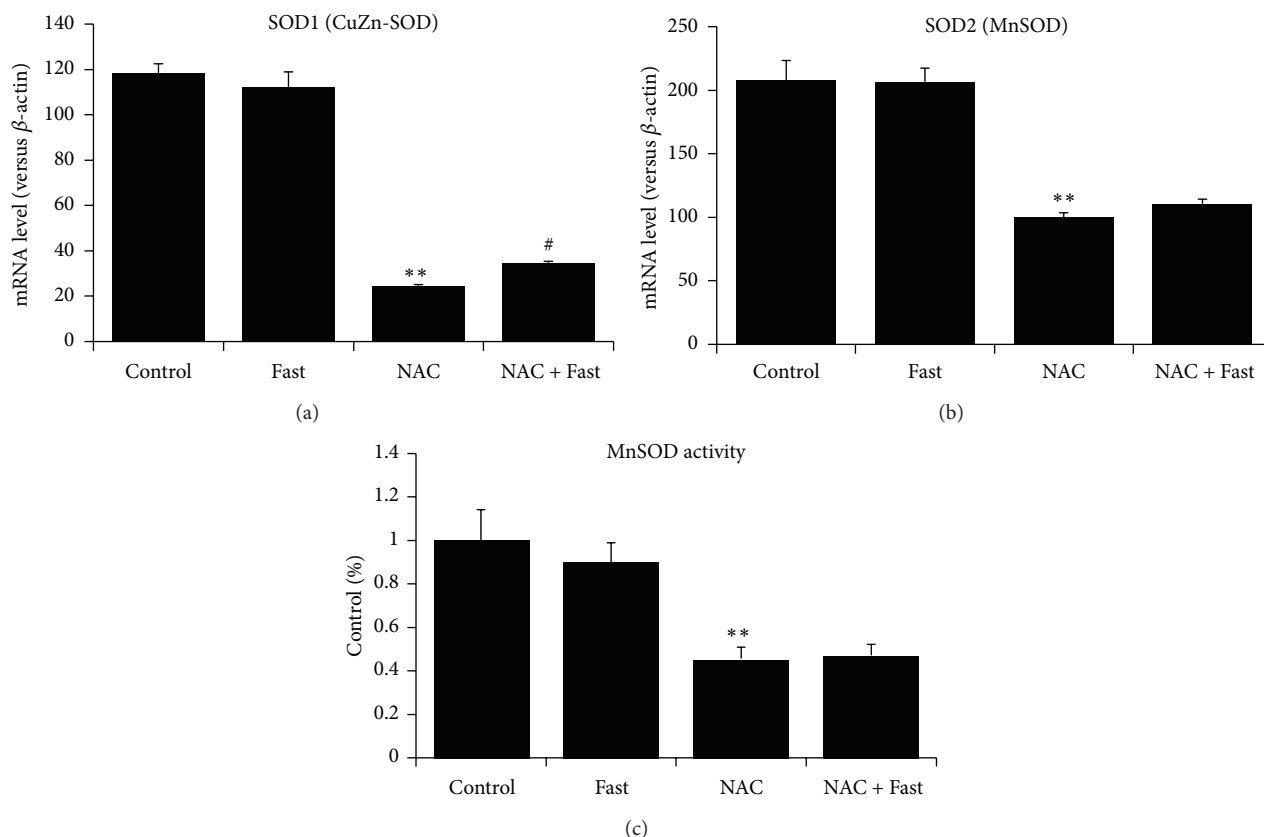 SOD1 (CuZn-SOD)
mRNA level (versus β-actin)
140
120
100
80
60
40
20
0
**
#
Control Fast NAC NAC + Fast
(a)
SOD2 (MnSOD)
mRNA level (versus β-actin)
250
200
150
100
50
0
**
Control Fast NAC NAC + Fast
(b)
MnSOD activity
Control (%)
1.4
1.2
1
0.8
0.6
0.4
0.2
0
**
Control Fast NAC NAC + Fast
(c)